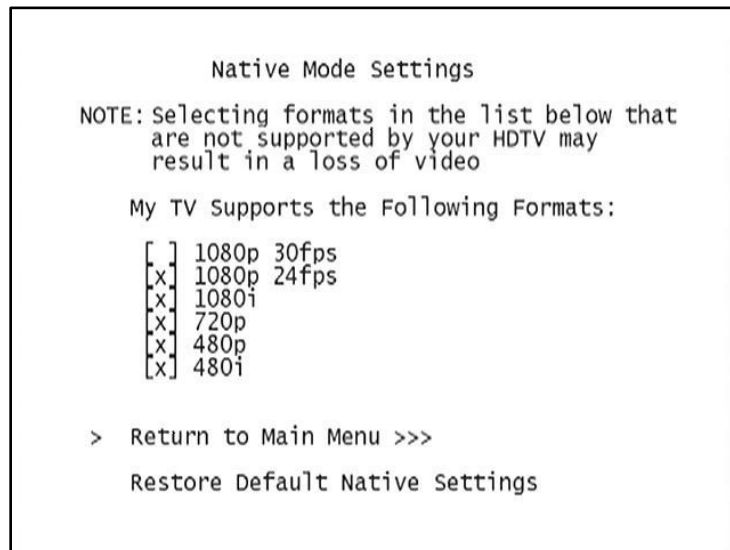 Native Mode Settings
NOTE: Selecting formats in the list below that
are not supported by your HDTV may
result in a loss of video
My TV Supports the Following Formats:
[ ] 1080p 30fps
[x] 1080p 24fps
[x] 1080i
[x] 720p
[x] 480p
[x] 480i
> Return to Main Menu >>>
Restore Default Native Settings